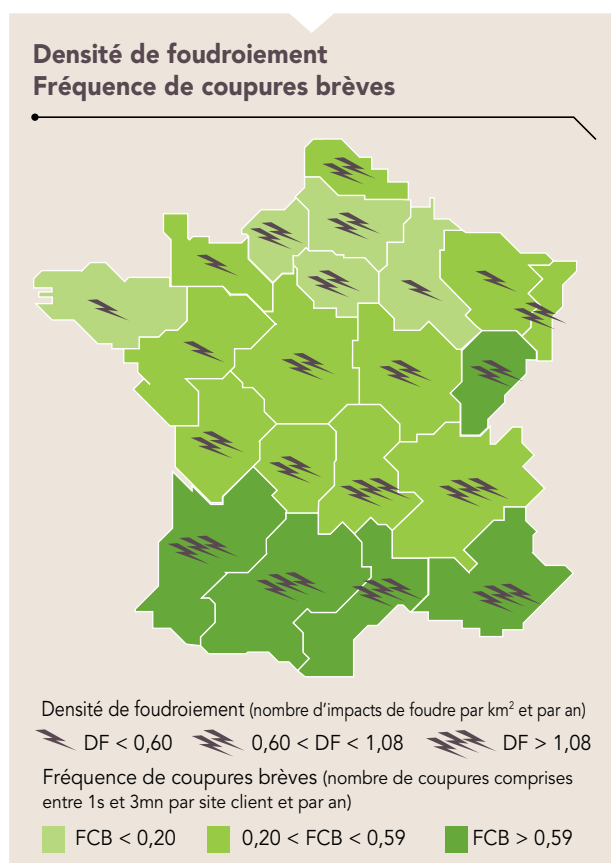 Densité de foudroiement
Fréquence de coupures brèves
Densité de foudroiement (nombre d'impacts de foudre par km² et par an)
DF < 0,60 0,60 < DF < 1,08 DF > 1,08
Fréquence de coupures brèves (nombre de coupures comprises
entre 1s et 3mn par site client et par an)
FCB < 0,20 0,20 < FCB < 0,59 FCB > 0,59